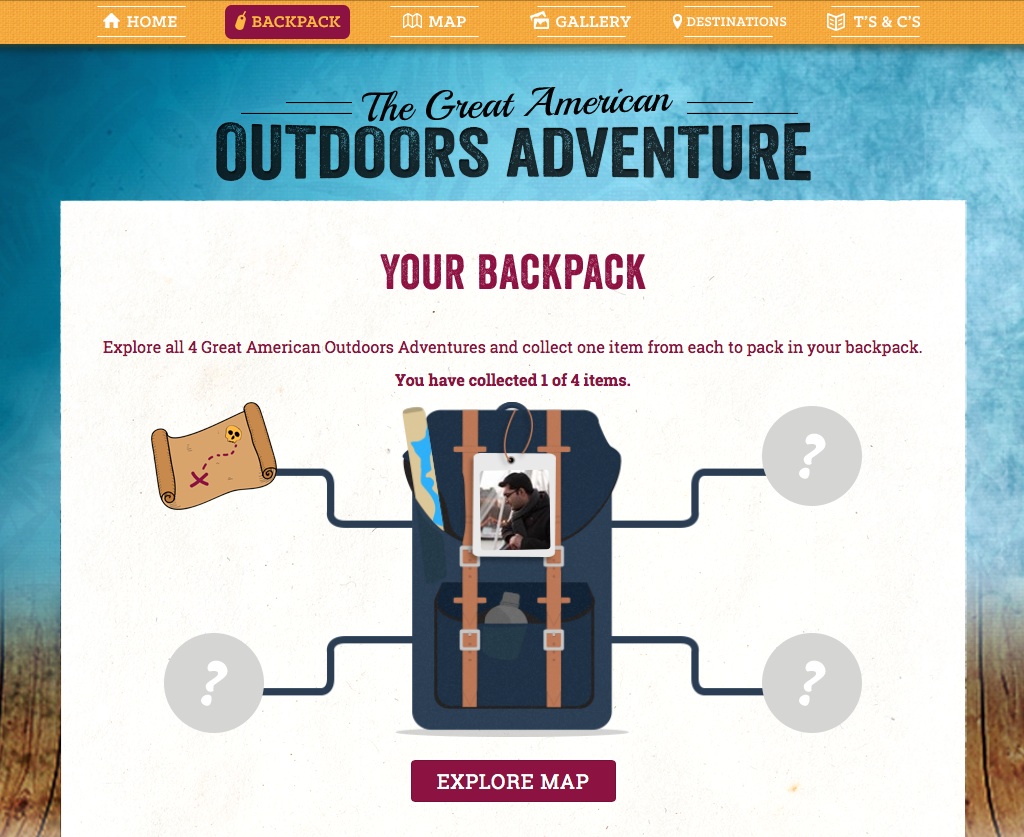 HOME
BACKPACK
MAP
GALLERY
DESTINATIONS
T'S & C'S
The Great American
OUTDOORS ADVENTURE
YOUR BACKPACK
Explore all 4 Great American Outdoors Adventures and collect one item from each to pack in your backpack.
You have collected 1 of 4 items.
?
?
?
EXPLORE MAP